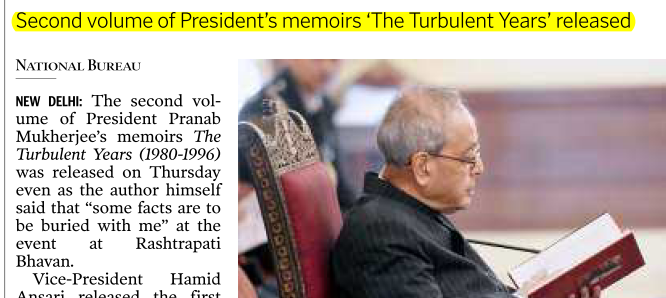 Second volume of President's memoirs ‘The Turbulent Years’ released
NATIONAL BUREAU
NEW DELHI: The second vol-
ume of President Pranab
Mukherjee's memoirs The
Turbulent Years (1980-1996)
was released on Thursday
even as the author himself
said that “some facts are to
be buried with me” at the
event at Rashtrapati
Bhavan.
Vice-President Hamid
Ansari released the first